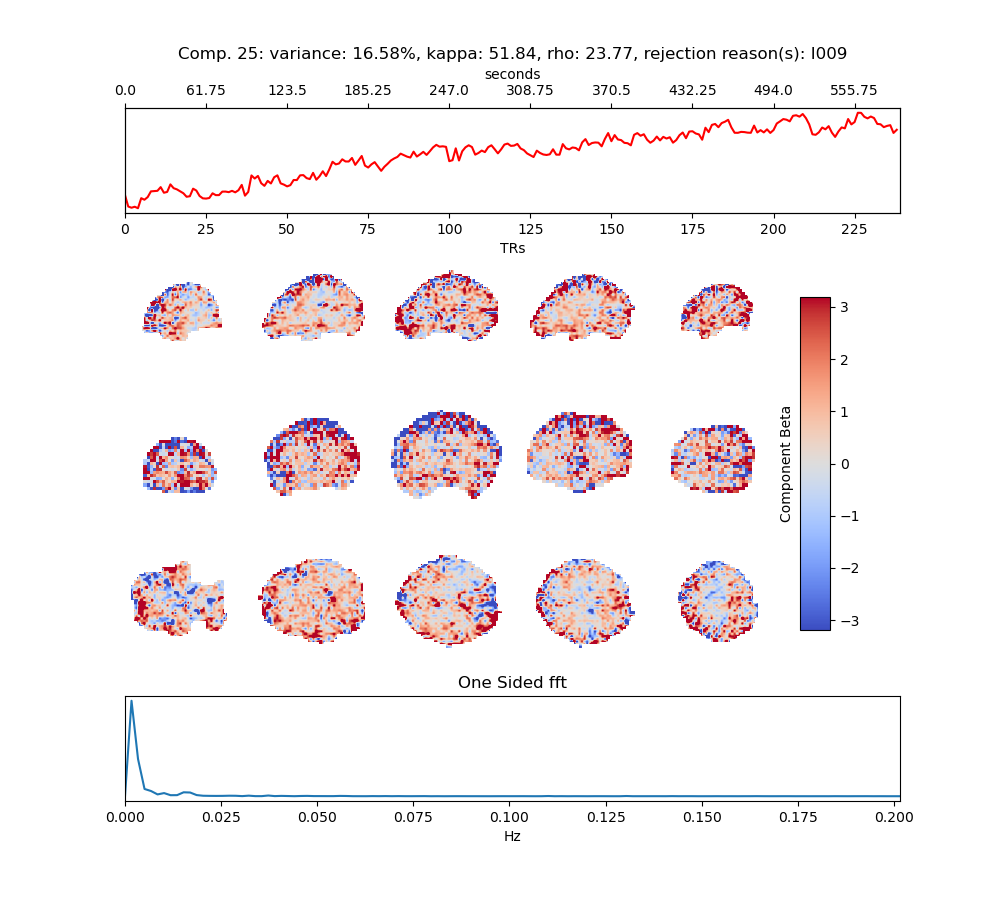 Comp. 25: variance: 16.58%, kappa: 51.84, rho: 23.77, rejection reason(s): I009
seconds
0.0 61.75 123.5 185.25 247.0 308.75 370.5 432.25 494.0 555.75
0 25 50 75 100 125 150 175 200 225
TRs
3
2
1
0
−1
−2
−3
Component Beta
One Sided fft
0.000 0.025 0.050 0.075 0.100 0.125 0.150 0.175 0.200
Hz